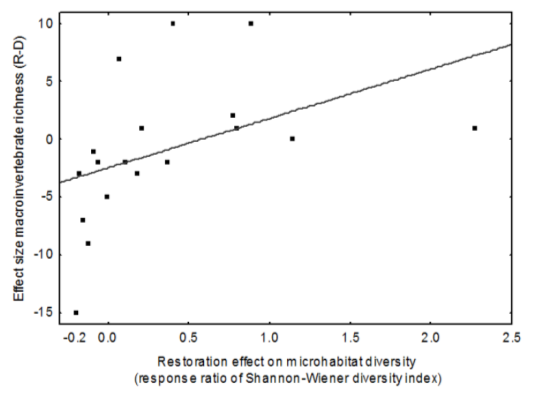 Effect size macroinvertebrate richness (R-D)
10
5
0
-5
-10
-15
-0.2 0.0 0.5 1.0 1.5 2.0 2.5
Restoration effect on microhabitat diversity
(response ratio of Shannon-Wiener diversity index)